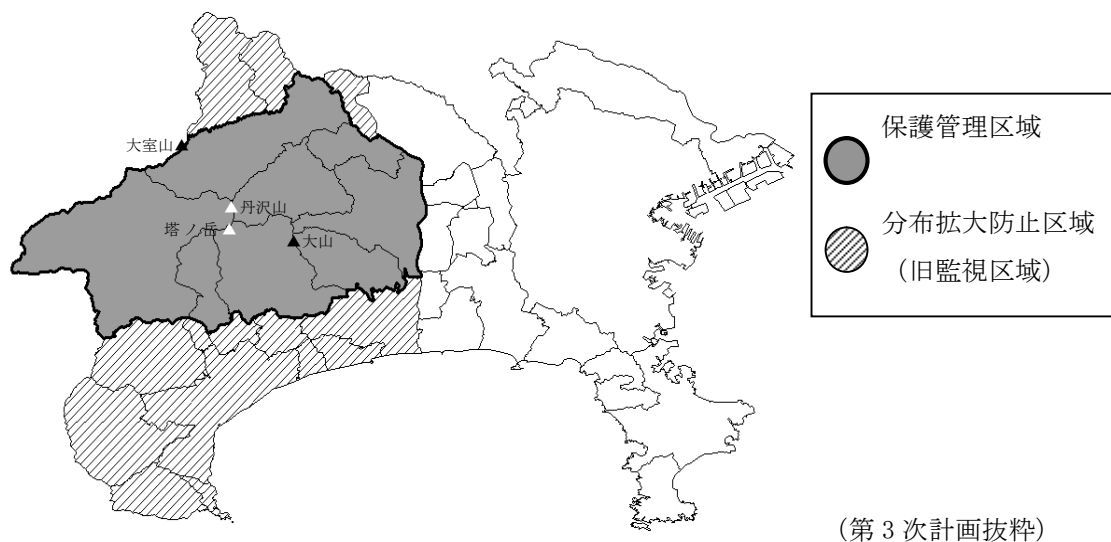 大室山
丹沢山
塔ノ岳
大山
保護管理区域
分布拡大防止区域
（旧監視区域）
（第3次計画抜粋）